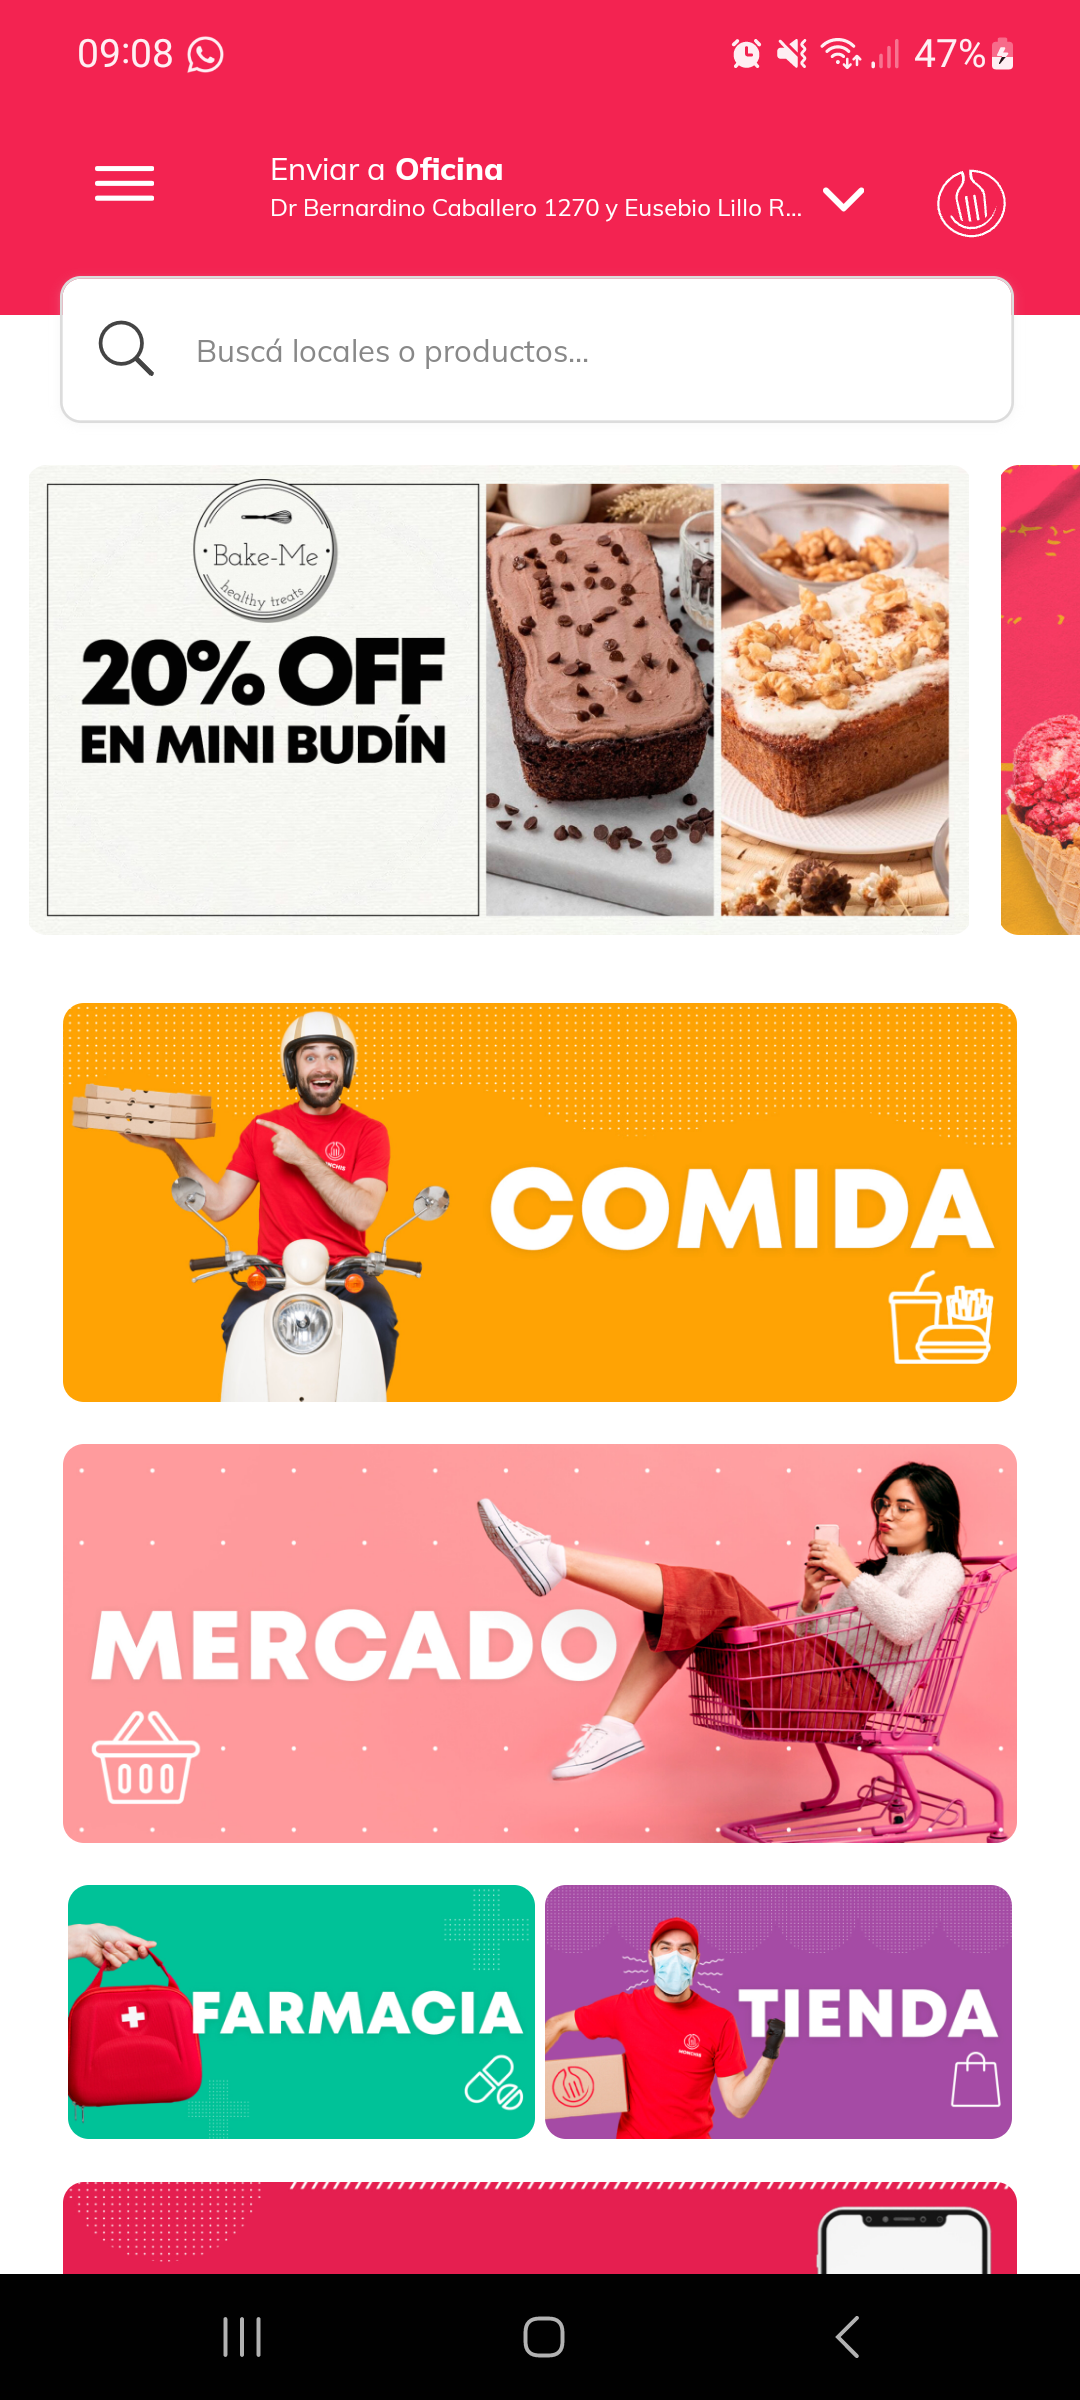 09:08
47%
Enviar a Oficina
Dr Bernardino Caballero 1270 y Eusebio Lillo R...
Buscá locales o productos...
Bake-Me
healthy treats
20% OFF
EN MINI BUDÍN
COMIDA
MERCADO
FARMACIA
TIENDA
MONCHIS